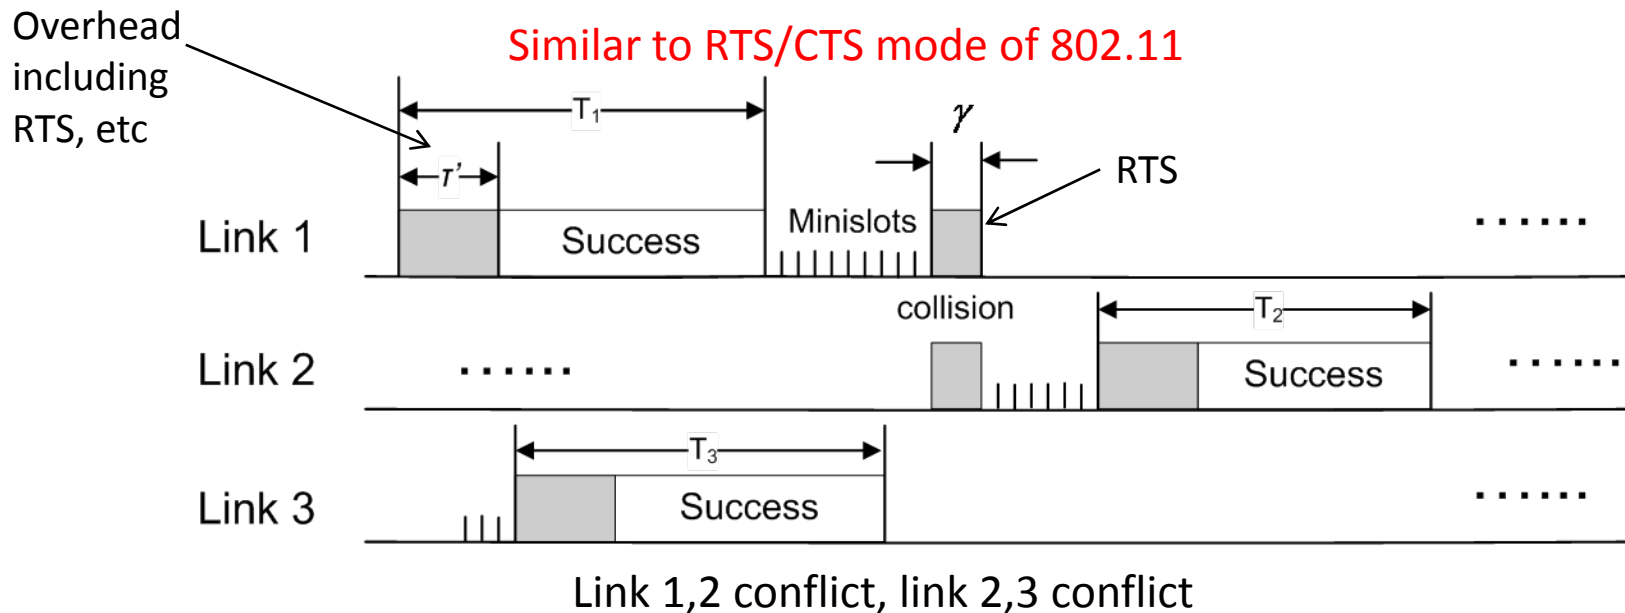 Overhead
including
RTS, etc
Similar to RTS/CTS mode of 802.11
T₁
γ
τ'
RTS
Link 1
Success
Minislots
......
collision
T₂
Link 2
......
Success
......
T₃
Link 3
Success
......
Link 1,2 conflict, link 2,3 conflict